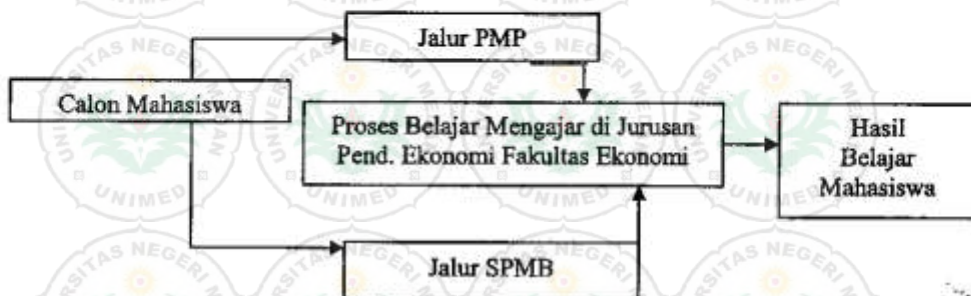 Jalur PMP
Calon Mahasiswa
Proses Belajar Mengajar di Jurusan
Pend. Ekonomi Fakultas Ekonomi
Hasil
Belajar
Mahasiswa
Jalur SPMB